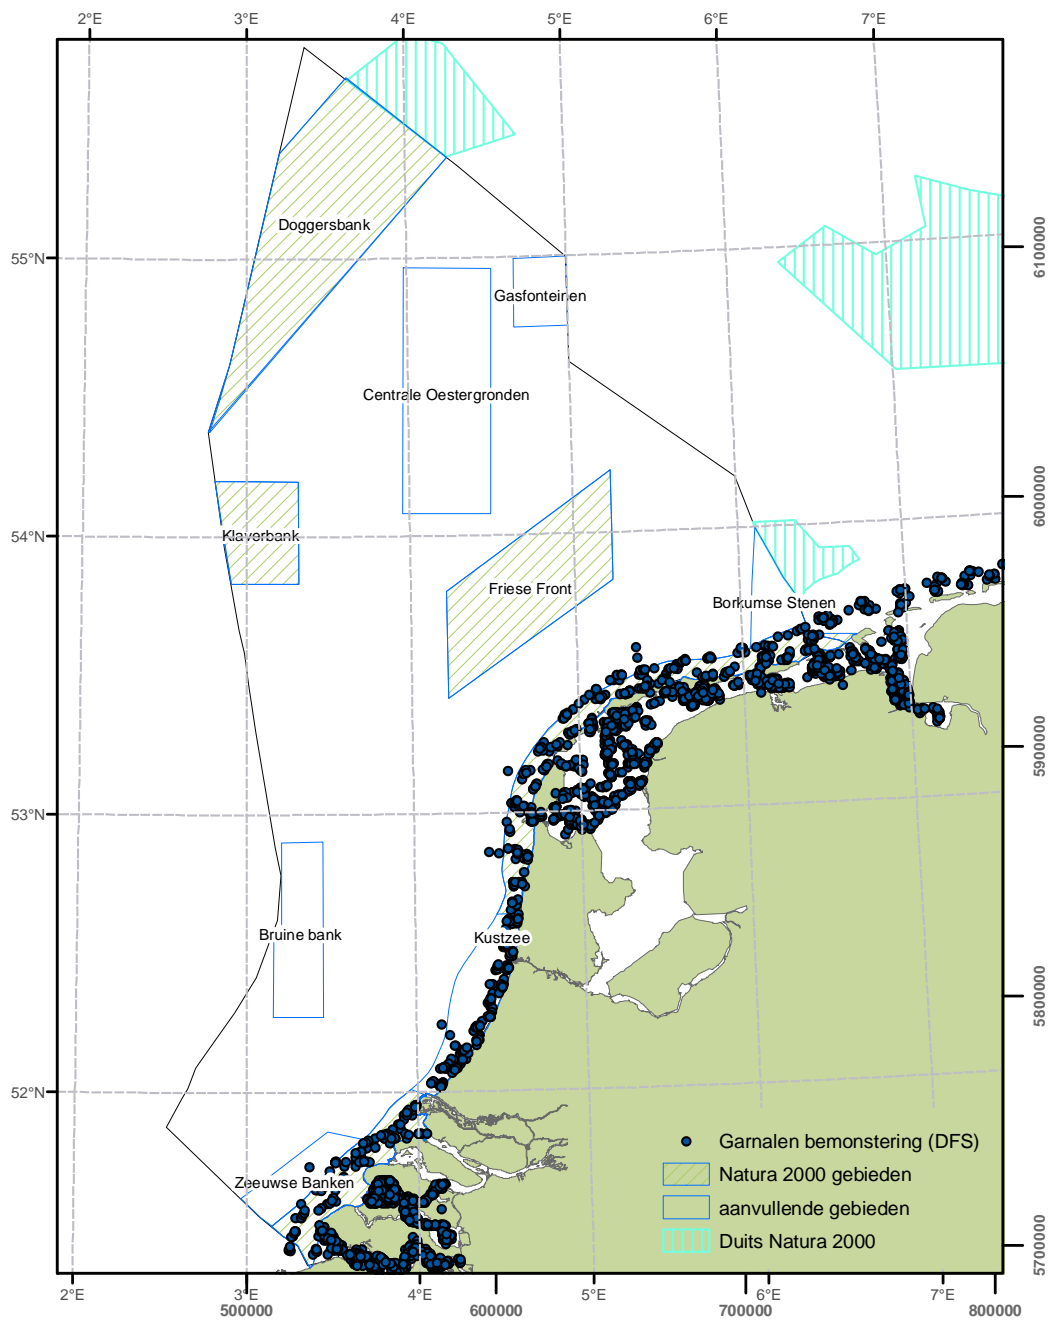 2°E 3°E 4°E 5°E 6°E 7°E
Doggersbank
55°N
6100000
Gasfonteinen
Centrale Oestergronden
6000000
54°N
Klaverbank
Friese Front
Borkumse Stenen
5900000
53°N
Bruine bank
Kustzee
5800000
52°N
Garnalen bemonstering (DFS)
Natura 2000 gebieden
Zeeuwse Banken
aanvullende gebieden
Duits Natura 2000
5700000
2°E 3°E 4°E 5°E 6°E 7°E
500000 600000 700000 800000